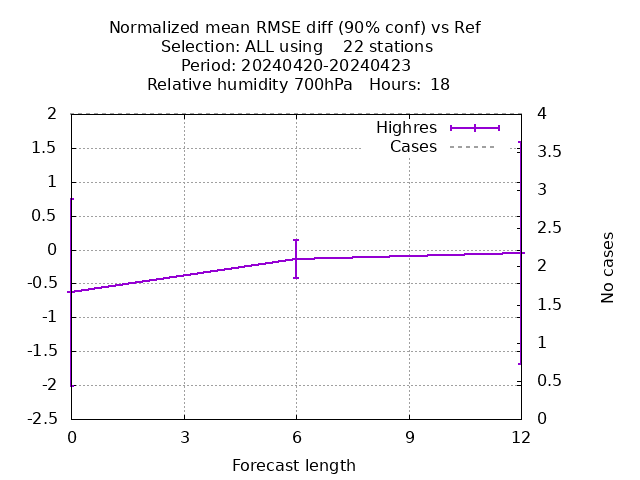 Normalized mean RMSE diff (90% conf) vs Ref
Selection: ALL using    22 stations
Period: 20240420-20240423
Relative humidity 700hPa   Hours:  18
Highres
Cases
2
1.5
1
0.5
0
-0.5
-1
-1.5
-2
-2.5
4
3.5
3
2.5
2
1.5
1
0.5
0
No cases
0 3 6 9 12
Forecast length